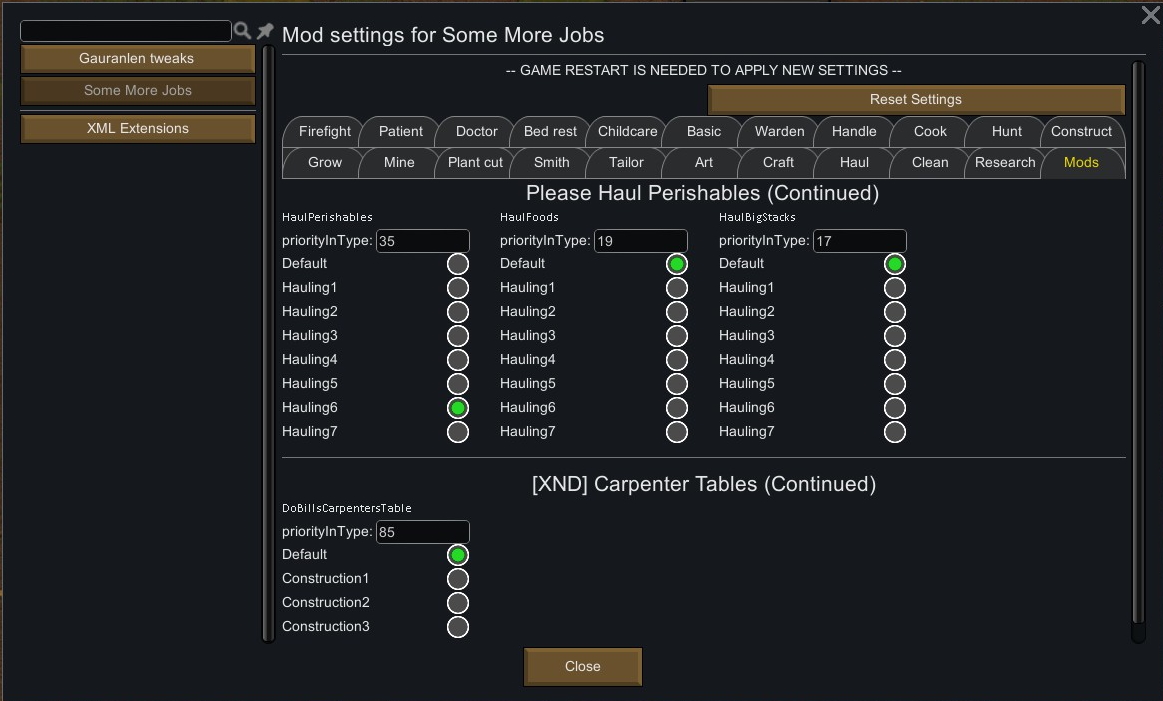 Mod settings for Some More Jobs
Gauranlen tweaks
Some More Jobs
XML Extensions
-- GAME RESTART IS NEEDED TO APPLY NEW SETTINGS --
Reset Settings
Firefight Patient Doctor Bed rest Childcare Basic Warden Handle Cook Hunt Construct
Grow Mine Plant cut Smith Tailor Art Craft Haul Clean Research Mods
Please Haul Perishables (Continued)
HaulPerishables HaulFoods HaulBigStacks
priorityInType: 35 priorityInType: 19 priorityInType: 17
Default Default Default
Hauling1 Hauling1 Hauling1
Hauling2 Hauling2 Hauling2
Hauling3 Hauling3 Hauling3
Hauling4 Hauling4 Hauling4
Hauling5 Hauling5 Hauling5
Hauling6 Hauling6 Hauling6
Hauling7 Hauling7 Hauling7
[XND] Carpenter Tables (Continued)
DoBillsCarpentersTable
priorityInType: 85
Default
Construction1
Construction2
Construction3
Close